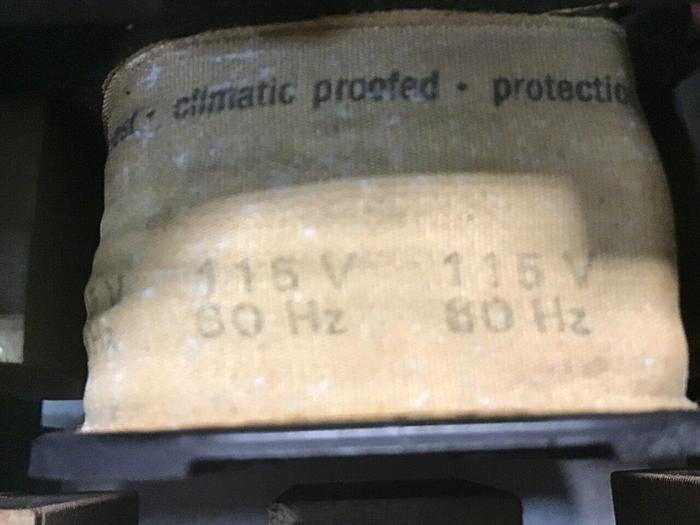 climatic proofed · protectio
115 V 115 V
60 Hz 60 Hz